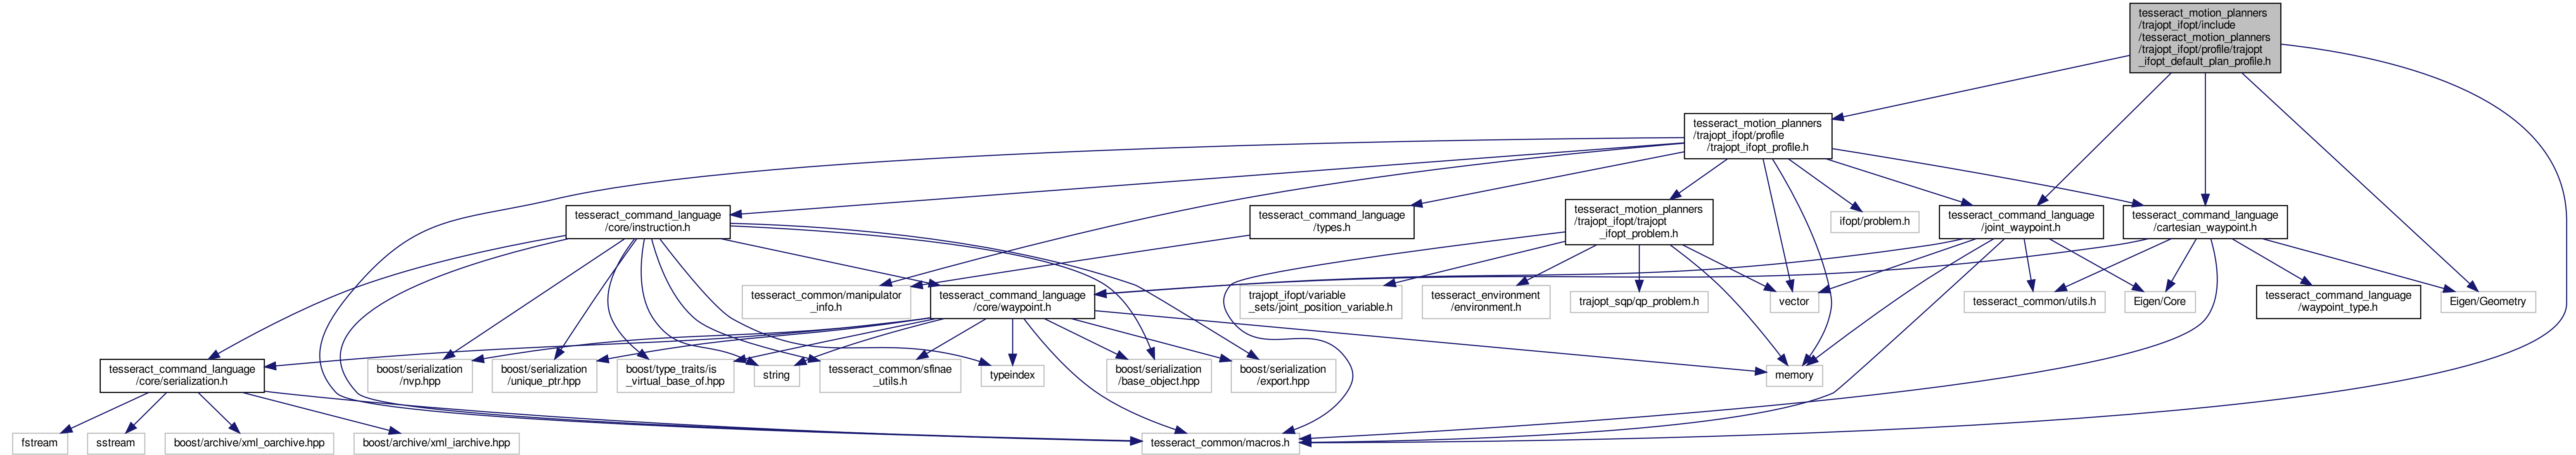 tesseract_motion_planners
/trajopt_ifopt/include
/tesseract_motion_planners
/trajopt_ifopt/profile/trajopt
_ifopt_default_plan_profile.h
tesseract_motion_planners
/trajopt_ifopt/profile
/trajopt_ifopt_profile.h
tesseract_command_language
/core/instruction.h
tesseract_command_language
/types.h
tesseract_motion_planners
/trajopt_ifopt/trajopt
_ifopt_problem.h
ifopt/problem.h
tesseract_command_language
/joint_waypoint.h
tesseract_command_language
/cartesian_waypoint.h
tesseract_common/manipulator
_info.h
tesseract_command_language
/core/waypoint.h
trajopt_ifopt/variable
_sets/joint_position_variable.h
tesseract_environment
/environment.h
trajopt_sqp/qp_problem.h
vector
tesseract_common/utils.h
Eigen/Core
tesseract_command_language
/waypoint_type.h
Eigen/Geometry
tesseract_command_language
/core/serialization.h
boost/serialization
/nvp.hpp
boost/serialization
/unique_ptr.hpp
boost/type_traits/is
_virtual_base_of.hpp
string
tesseract_common/sfinae
_utils.h
typeindex
boost/serialization
/base_object.hpp
boost/serialization
/export.hpp
memory
fstream
sstream
boost/archive/xml_oarchive.hpp
boost/archive/xml_iarchive.hpp
tesseract_common/macros.h